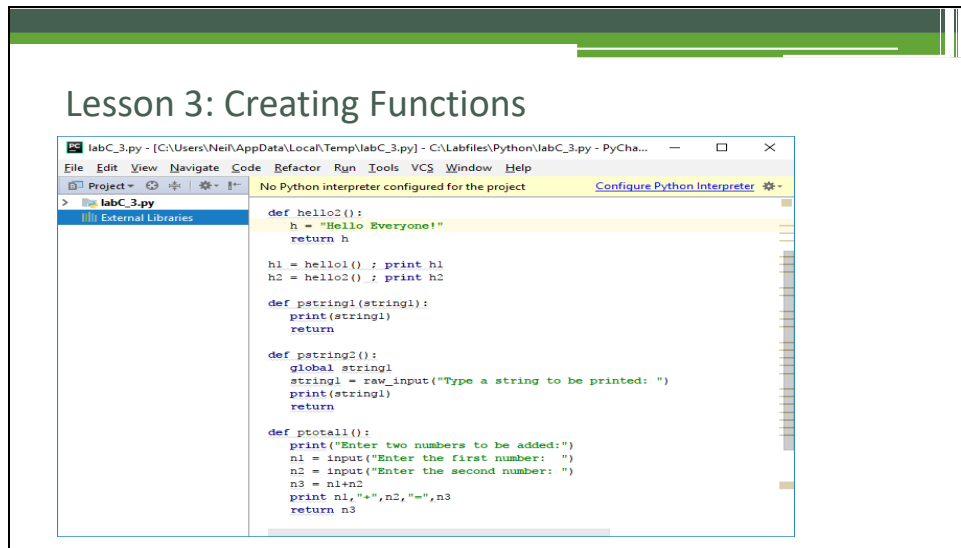 Lesson 3: Creating Functions
PC labC_3.py - [C:\Users\Neil\AppData\Local\Temp\labC_3.py] - C:\Labfiles\Python\labC_3.py - PyCha...
File Edit View Navigate Code Refactor Run Tools VCS Window Help
Project
No Python interpreter configured for the project Configure Python Interpreter
labC_3.py
External Libraries
def hello2():
    h = "Hello Everyone!"
    return h
h1 = hello1() ; print h1
h2 = hello2() ; print h2
def pstring1(string1):
    print(string1)
    return
def pstring2():
    global string1
    string1 = raw_input("Type a string to be printed: ")
    print(string1)
    return
def ptotal1():
    print("Enter two numbers to be added:")
    n1 = input("Enter the first number:  ")
    n2 = input("Enter the second number: ")
    n3 = n1+n2
    print n1,"+",n2,"=",n3
    return n3